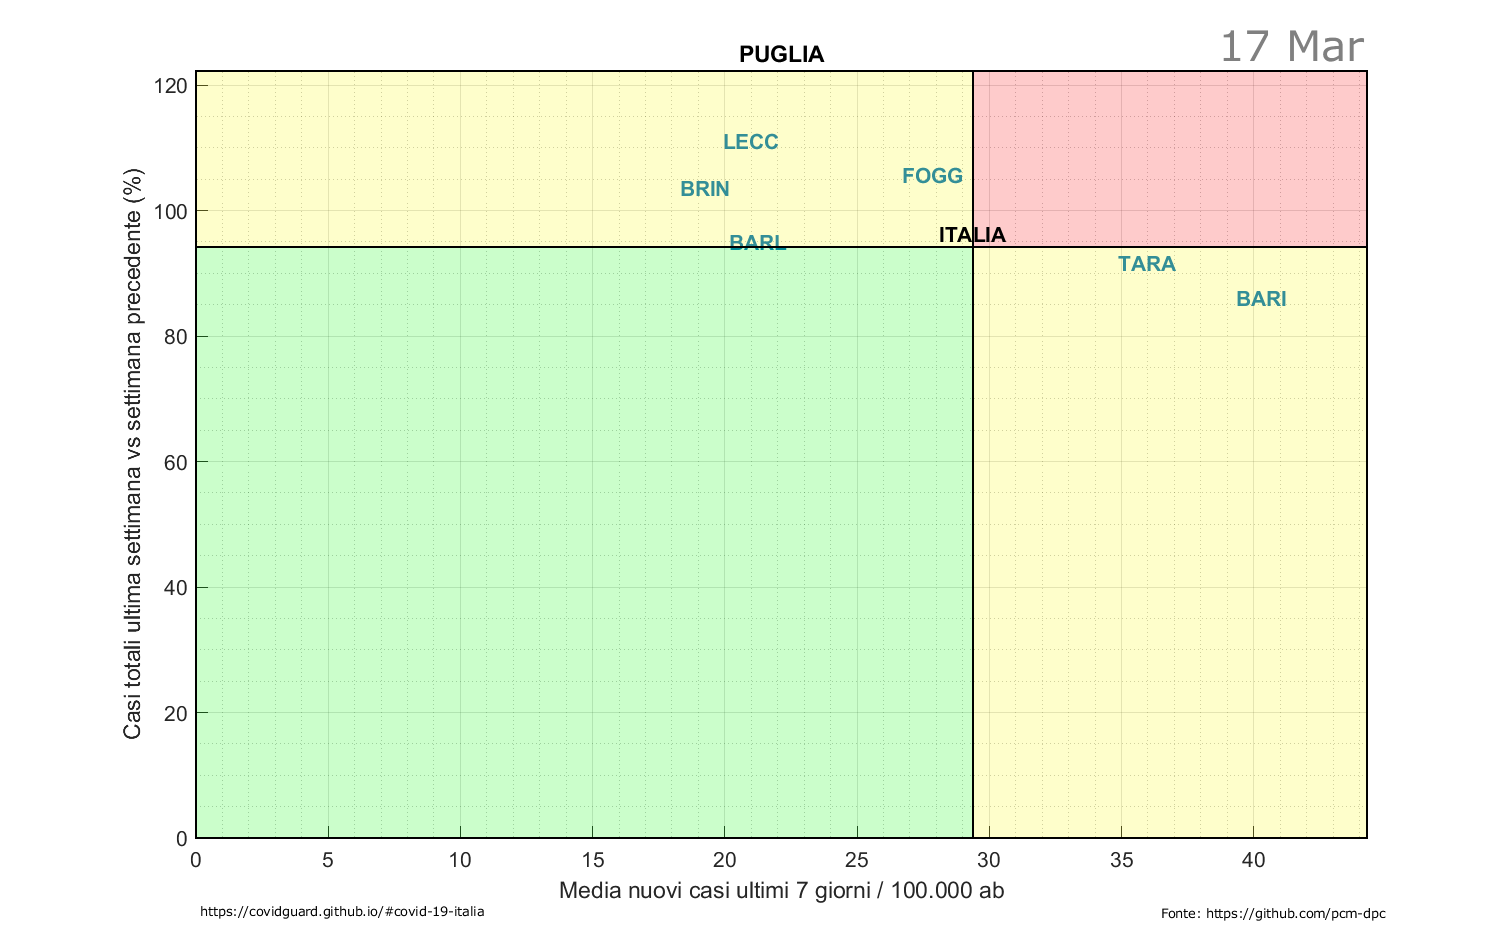 17 Mar
PUGLIA
120
100
80
60
40
20
0
Casi totali ultima settimana vs settimana precedente (%)
LECC
FOGG
BRIN
ITALIA
BARL
TARA
BARI
0 5 10 15 20 25 30 35 40
Media nuovi casi ultimi 7 giorni / 100.000 ab
https://covidguard.github.io/#covid-19-italia
Fonte: https://github.com/pcm-dpc